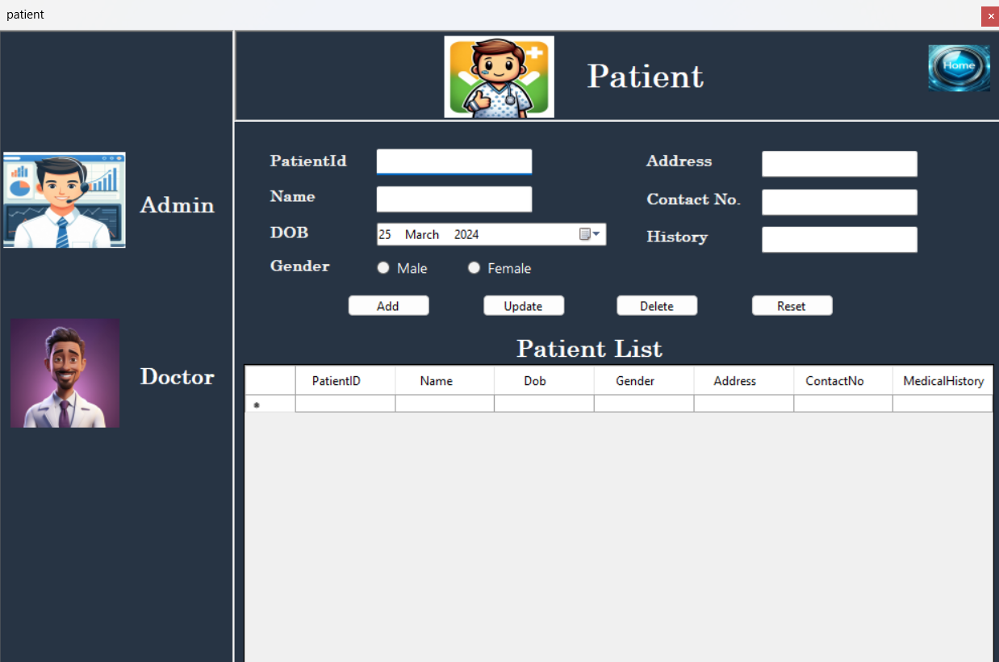 patient
Patient
Home
Admin
Doctor
PatientId
Name
DOB
25 March 2024
Gender
Male
Female
Address
Contact No.
History
Add
Update
Delete
Reset
Patient List
PatientID Name Dob Gender Address ContactNo MedicalHistory